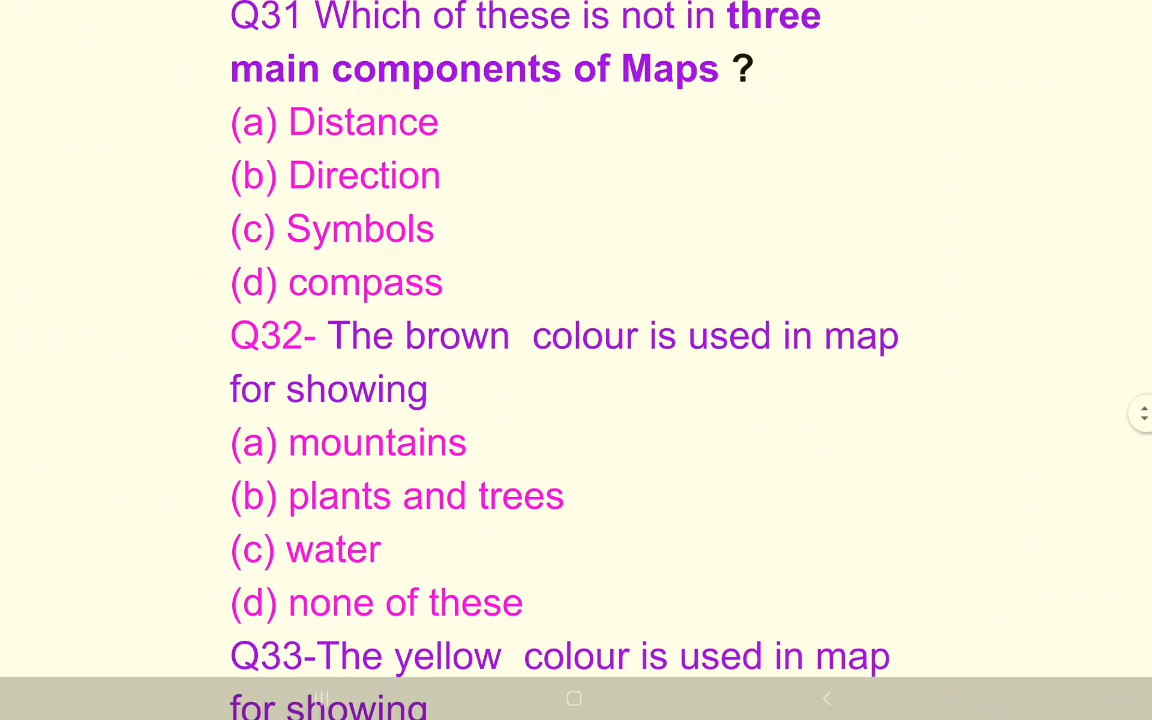 Q31 Which of these is not in three
main components of Maps ?
(a) Distance
(b) Direction
(c) Symbols
(d) compass
Q32- The brown  colour is used in map
for showing
(a) mountains
(b) plants and trees
(c) water
(d) none of these
Q33-The yellow  colour is used in map
for showing